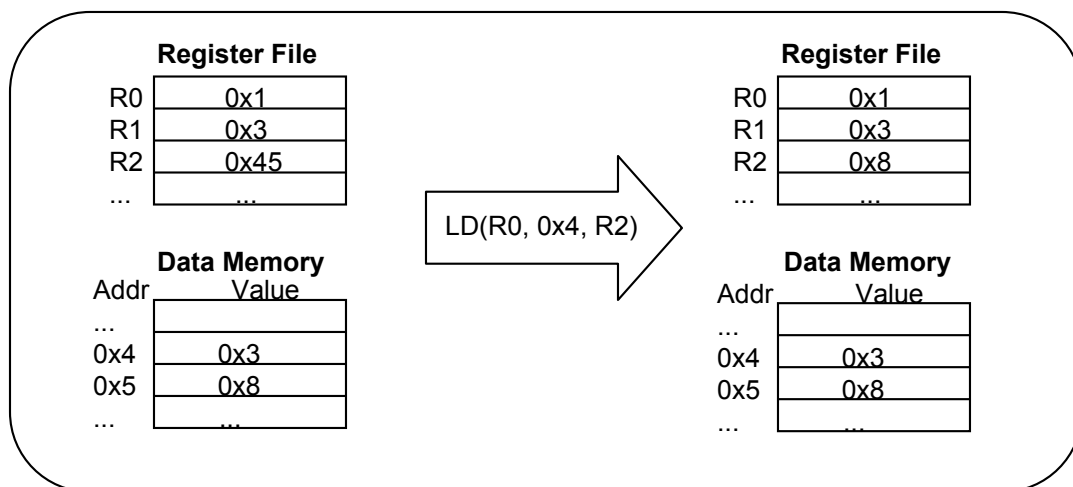 Register File
R0 0x1
R1 0x3
R2 0x45
... ...
Data Memory
Addr Value
...
0x4 0x3
0x5 0x8
... ...
LD(R0, 0x4, R2)
Register File
R0 0x1
R1 0x3
R2 0x8
... ...
Data Memory
Addr Value
...
0x4 0x3
0x5 0x8
... ...